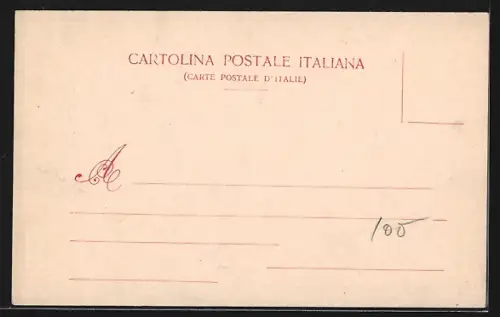 CARTOLINA POSTALE ITALIANA
(CARTE POSTALE D'ITALIE)
A
100